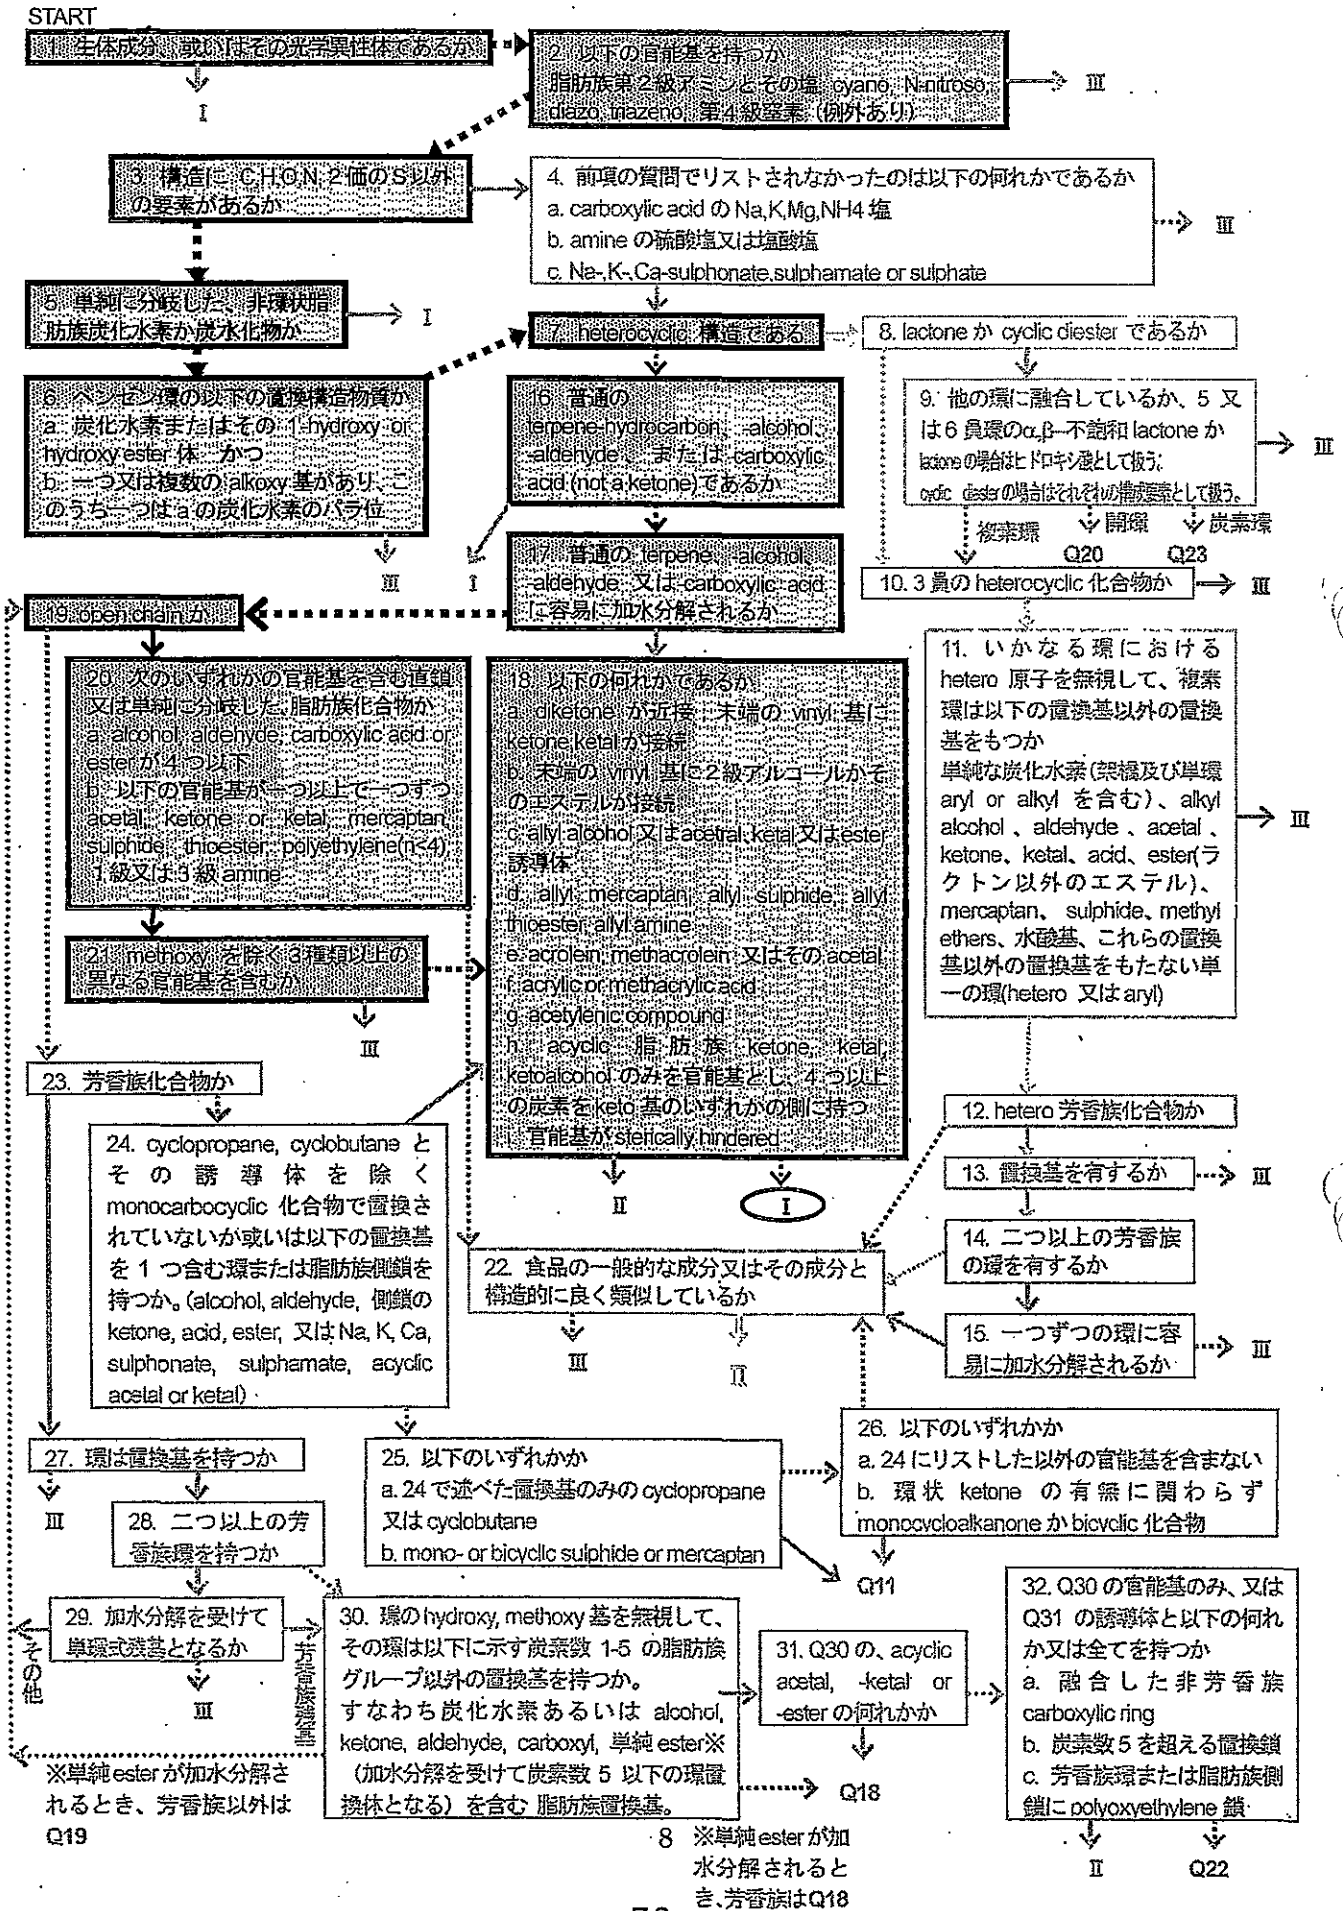 START
1. 生体成分、或いはその光学異性体であるか
I
2. 以下の官能基を持つか
脂肪族第2級アミンとその塩, cyano, N-nitroso,
diazo, triazeno, 第4級窒素 (例外あり)
III
3. 構造に C,H,O,N, 2価のS以外
の要素があるか
4. 前項の質問でリストされなかったのは以下の何れかであるか
a. carboxylic acid の Na,K,Mg,NH4 塩
b. amine の硫酸塩又は塩酸塩
c. Na-,K-,Ca-sulphonate,sulphamate or sulphate
III
5. 単純に分岐した、非環状脂
肪族炭化水素か炭水化物か
I
6. ベンゼン環の以下の置換構造物質か
a. 炭化水素またはその 1'-hydroxy or
hydroxy ester 体 かつ
b. 一つ又は複数の alkoxy 基があり、こ
のうち一つは a の炭化水素のパラ位
III
7. heterocyclic 構造である
8. lactone か cyclic diester であるか
9. 他の環に融合しているか、5 又
は 6 員環のα,β-不飽和 lactone か
lactoneの場合はヒドロキシ酸として扱う;
cyclic diesterの場合はそれぞれの構成要素として扱う。
III
複素環
開環
炭素環
Q20
Q23
10. 3 員の heterocyclic 化合物か
III
11. いかなる環における
hetero 原子を無視して、複素
環は以下の置換基以外の置換
基をもつか
単純な炭化水素(架橋及び単環
aryl or alkyl を含む)、alkyl
alcohol 、aldehyde 、acetal 、
ketone、ketal、acid、ester(ラ
クトン以外のエステル)、
mercaptan、 sulphide、methyl
ethers、水酸基、これらの置換
基以外の置換基をもたない単
一の環(hetero 又は aryl)
III
12. hetero 芳香族化合物か
13. 置換基を有するか
III
14. 二つ以上の芳香族
の環を有するか
15. 一つずつの環に容
易に加水分解されるか
III
16. 普通の
terpene-hydrocarbon、-alcohol、
-aldehyde 、または-carboxylic
acid (not a ketone)であるか
I
17. 普通の terpene, -alcohol,
-aldehyde 又は-carboxylic acid
に容易に加水分解されるか
18. 以下の何れかであるか
a. diketone が近接; 末端の vinyl 基に
ketone,ketal が接続
b. 末端の vinyl 基に2級アルコールかそ
のエステルが接続
c. allyl alcohol 又は acetral, ketal 又は ester
誘導体
d. allyl mercaptan, allyl sulphide, allyl
thioester, allyl amine
e. acrolein, methacrolein 又はその acetal
f. acrylic or methacrylic acid
g. acetylenic compound
h. acyclic 脂肪族 ketone, ketal,
ketoalcohol のみを官能基とし、4 つ以上
の炭素を keto 基のいずれかの側に持つ
i. 官能基が sterically hindered
II
I
19. open chain か
20. 次のいずれかの官能基を含む直鎖
又は単純に分岐した, 脂肪族化合物か
a. alcohol, aldehyde, carboxylic acid or
ester が 4 つ以下
b. 以下の官能基が一つ以上で一つずつ
acetal, ketone or ketal, mercaptan,
sulphide, thioester, polyethylene(n<4),
1 級又は 3 級 amine
21. methoxy を除く 3 種類以上の
異なる官能基を含むか
III
22. 食品の一般的な成分又はその成分と
構造的に良く類似しているか
III
II
23. 芳香族化合物か
24. cyclopropane, cyclobutane と
その誘導体を除く
monocarbocyclic 化合物で置換さ
れていないが或いは以下の置換基
を 1 つ含む環または脂肪族側鎖を
持つか。(alcohol, aldehyde, 側鎖の
ketone, acid, ester, 又は Na, K, Ca,
sulphonate, sulphamate, acyclic
acetal or ketal)
25. 以下のいずれかか
a. 24 で述べた置換基のみの cyclopropane
又は cyclobutane
b. mono- or bicyclic sulphide or mercaptan
Q11
26. 以下のいずれかか
a. 24 にリストした以外の官能基を含まない
b. 環状 ketone の有無に関わらず
monocycloalkanone か bicyclic 化合物
27. 環は置換基を持つか
III
28. 二つ以上の芳
香族環を持つか
29. 加水分解を受けて
単環式残基となるか
その他
芳香族残基
III
30. 環の hydroxy, methoxy 基を無視して、
その環は以下に示す炭素数 1-5 の脂肪族
グループ以外の置換基を持つか。
すなわち炭化水素あるいは alcohol,
ketone, aldehyde, carboxyl, 単純 ester※
(加水分解を受けて炭素数 5 以下の環置
換体となる)を含む 脂肪族置換基。
31. Q30 の、acyclic
acetal, -ketal or
-ester の何れかか
Q18
32. Q30 の官能基のみ、又は
Q31 の誘導体と以下の何れ
か又は全てを持つか
a. 融合した非芳香族
carboxylic ring
b. 炭素数 5 を超える置換鎖
c. 芳香族環または脂肪族側
鎖に polyoxyethylene 鎖
II
Q22
※単純 ester が加水分解さ
れるとき、芳香族以外は
Q19
8
※単純 ester が加
水分解されると
き、芳香族は Q18